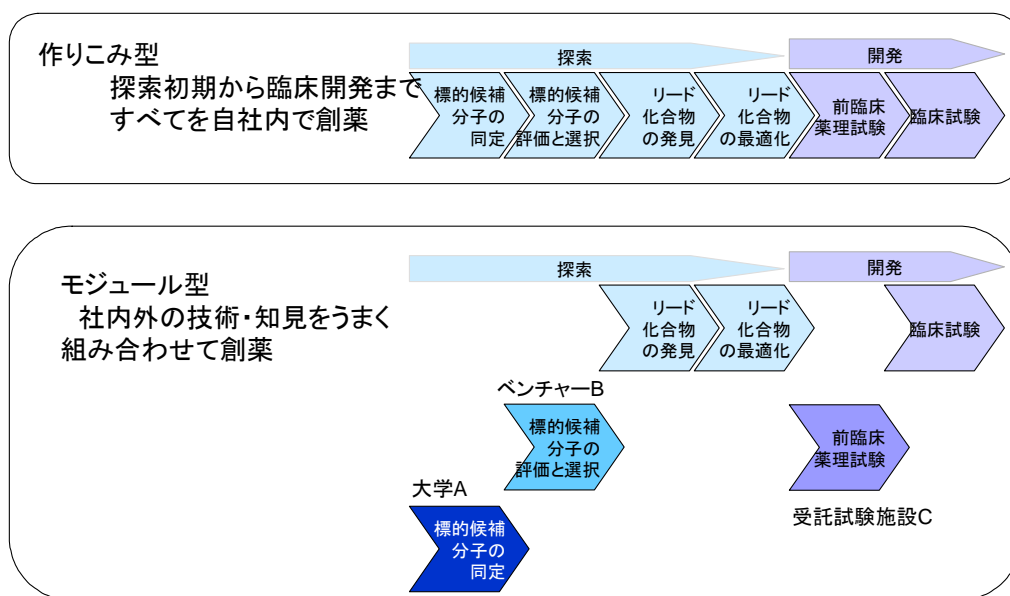 作りこみ型
探索初期から臨床開発まで
すべてを自社内で創薬
探索
開発
標的候補
分子の
同定
標的候補
分子の
評価と選択
リード
化合物
の発見
リード
化合物
の最適化
前臨床
薬理試験
臨床試験
モジュール型
社内外の技術・知見をうまく
組み合わせて創薬
探索
開発
リード
化合物
の発見
リード
化合物
の最適化
臨床試験
ベンチャーB
標的候補
分子の
評価と選択
前臨床
薬理試験
大学A
受託試験施設C
標的候補
分子の
同定